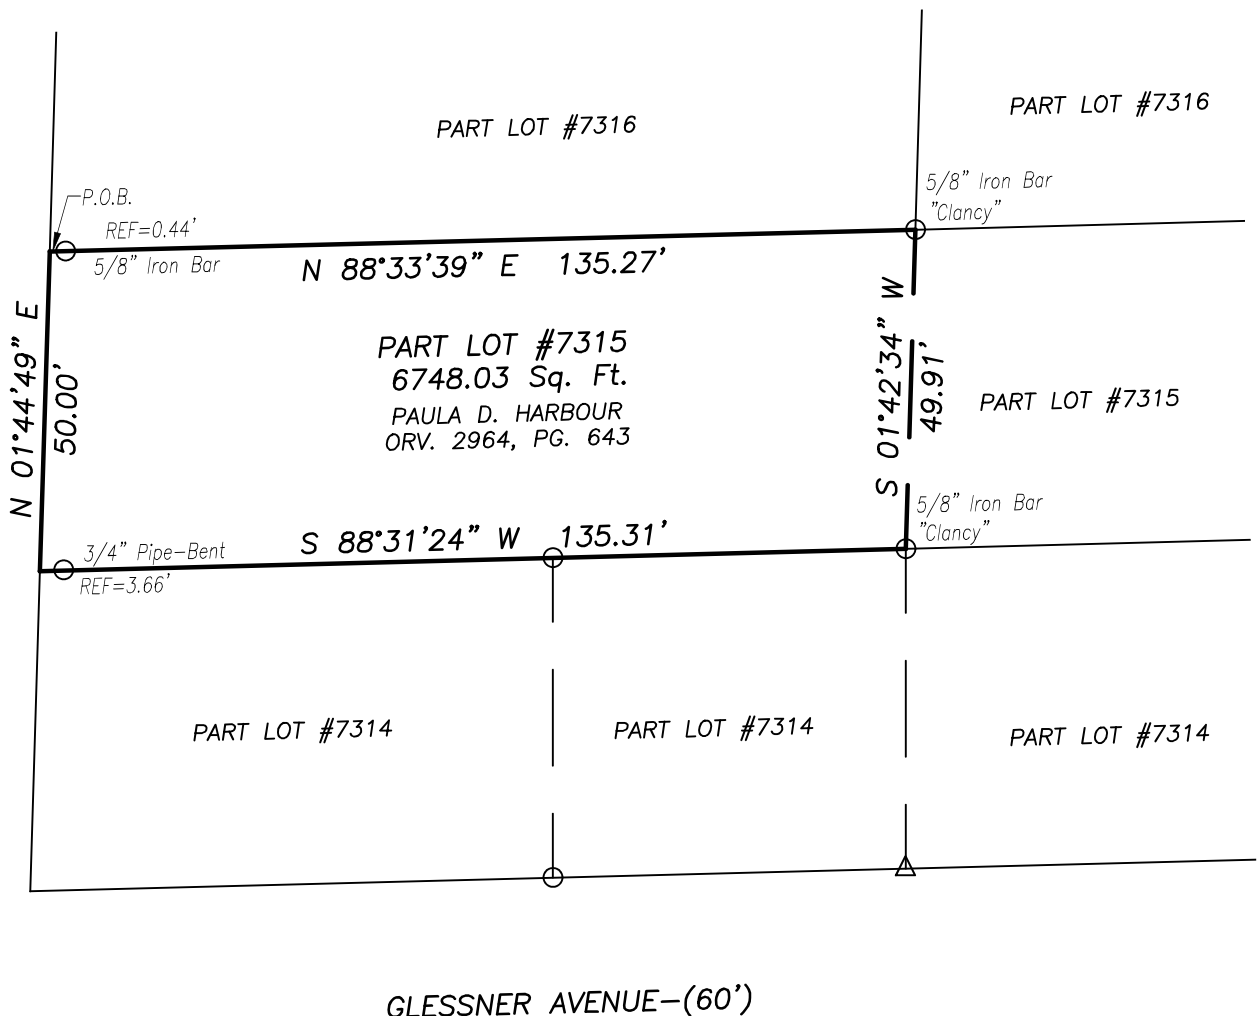 PART LOT #7316
PART LOT #7316
P.O.B.
REF=0.44'
5/8" Iron Bar
"Clancy"
5/8" Iron Bar
N 88°33'39" E 135.27'
N 01°44'49" E
50.00'
PART LOT #7315
6748.03 Sq. Ft.
PAULA D. HARBOUR
ORV. 2964, PG. 643
S 01°42'34" W
49.91'
PART LOT #7315
5/8" Iron Bar
"Clancy"
3/4" Pipe-Bent
REF=3.66'
S 88°31'24" W 135.31'
PART LOT #7314
PART LOT #7314
PART LOT #7314
GLESSNER AVENUE-(60')